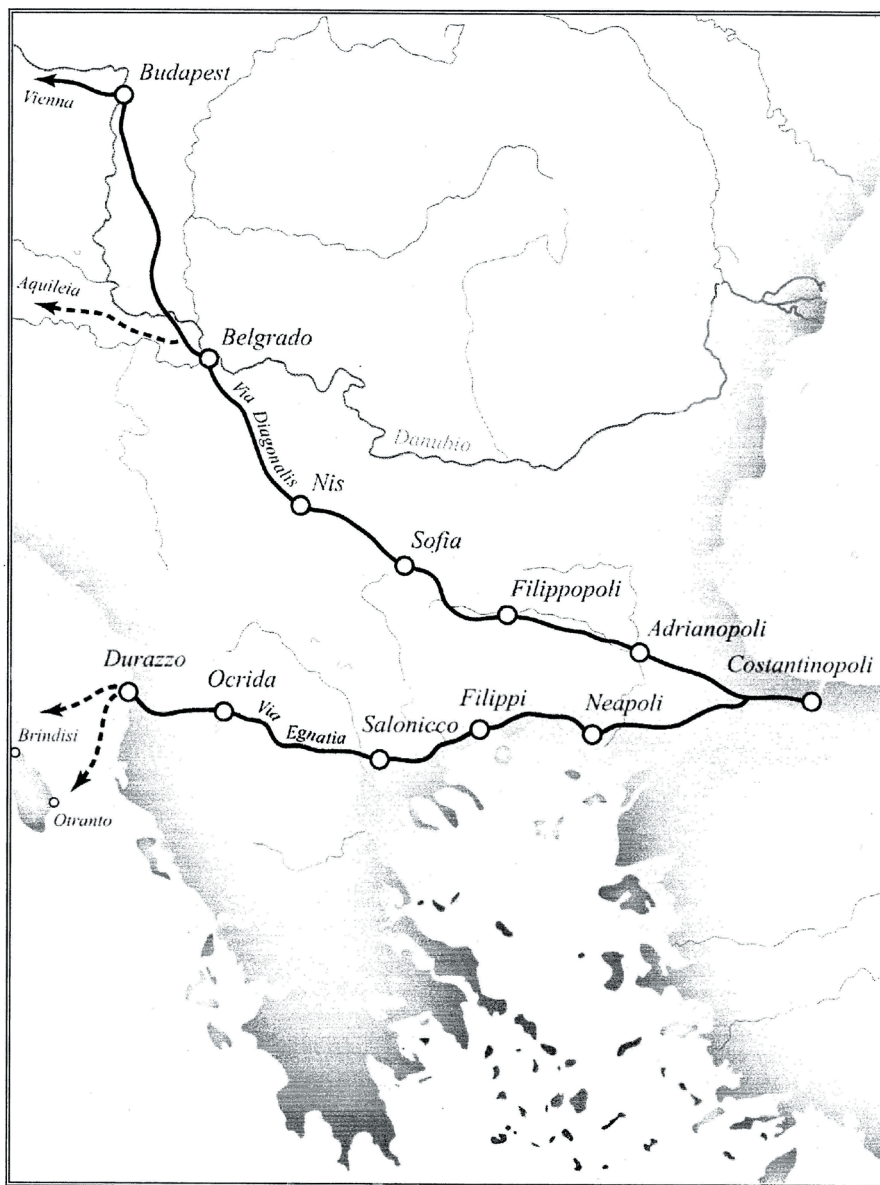 Budapest
Vienna
Aquileia
Belgrado
Via Diagonalis
Danubio
Nis
Sofia
Filippopoli
Adrianopoli
Costantinopoli
Durazzo
Ocrida
Via Egnatia
Filippi
Neapoli
Salonicco
Brindisi
Otranto